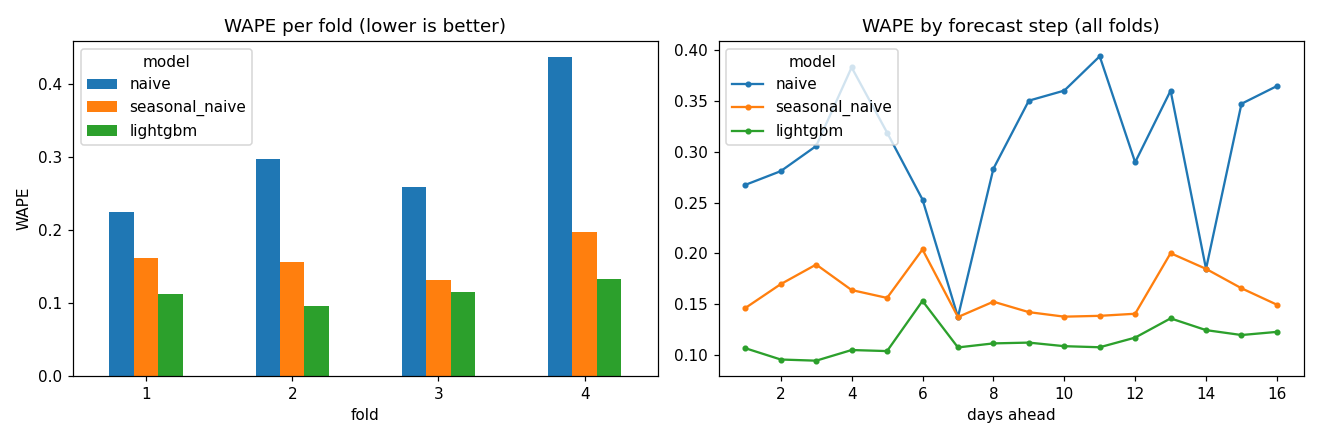 WAPE per fold (lower is better)
model
naive
seasonal_naive
lightgbm
WAPE
0.4
0.3
0.2
0.1
0.0
1
2
3
4
fold
WAPE by forecast step (all folds)
model
naive
seasonal_naive
lightgbm
0.40
0.35
0.30
0.25
0.20
0.15
0.10
2
4
6
8
10
12
14
16
days ahead